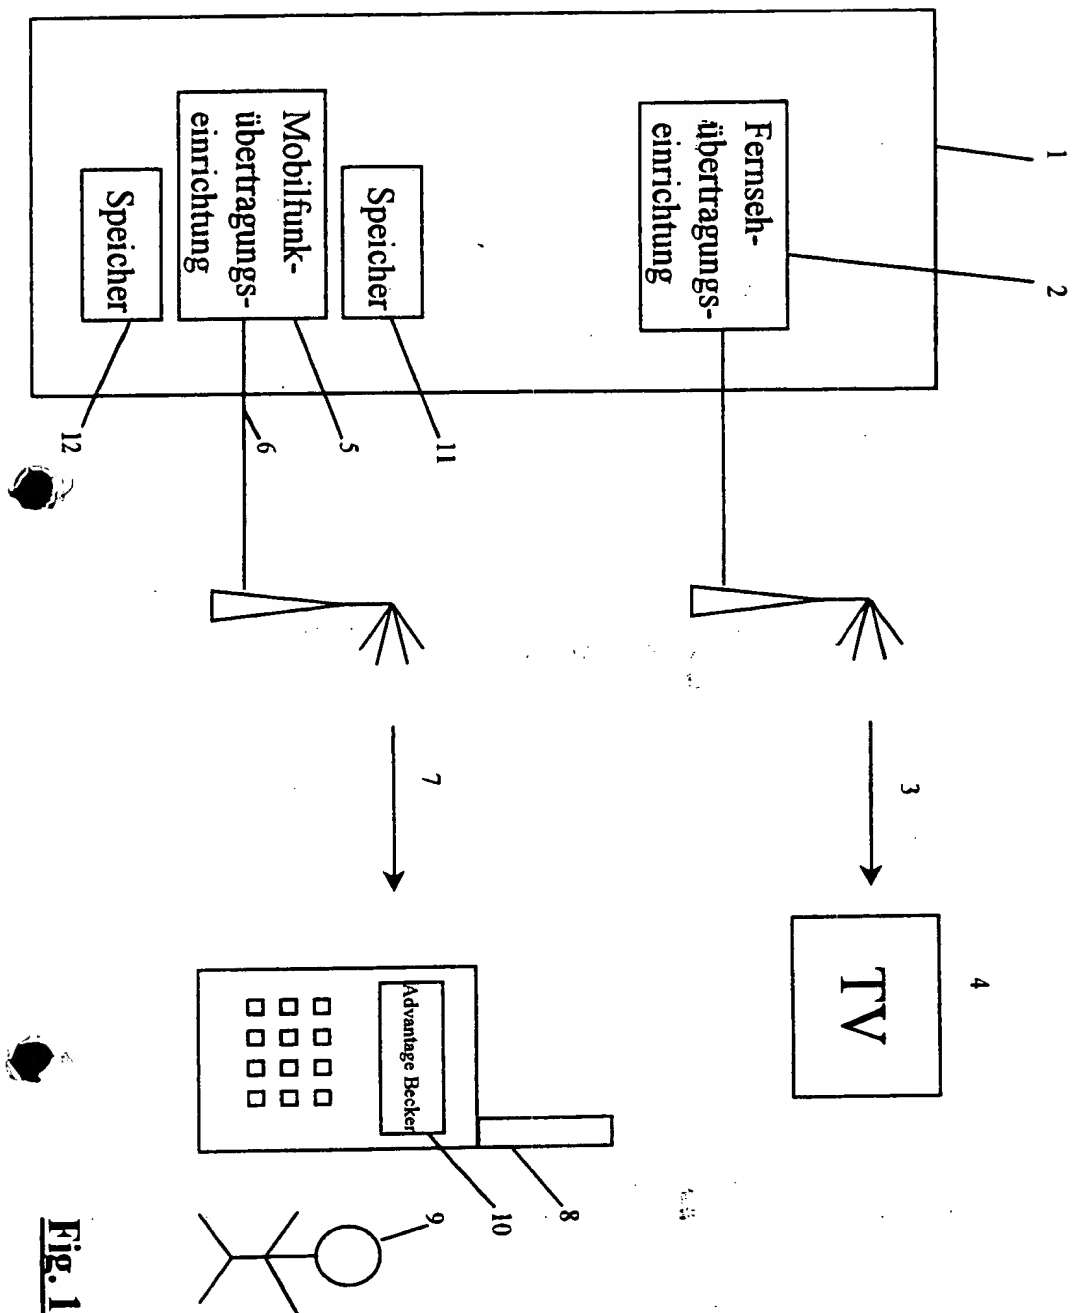 1
2
Fernseh-
übertragungs-
einrichtung
3
4
TV
Speicher
11
Mobilfunk-
übertragungs-
einrichtung
5
6
Speicher
12
7
8
Advantage Becker
10
9
Fig. 1